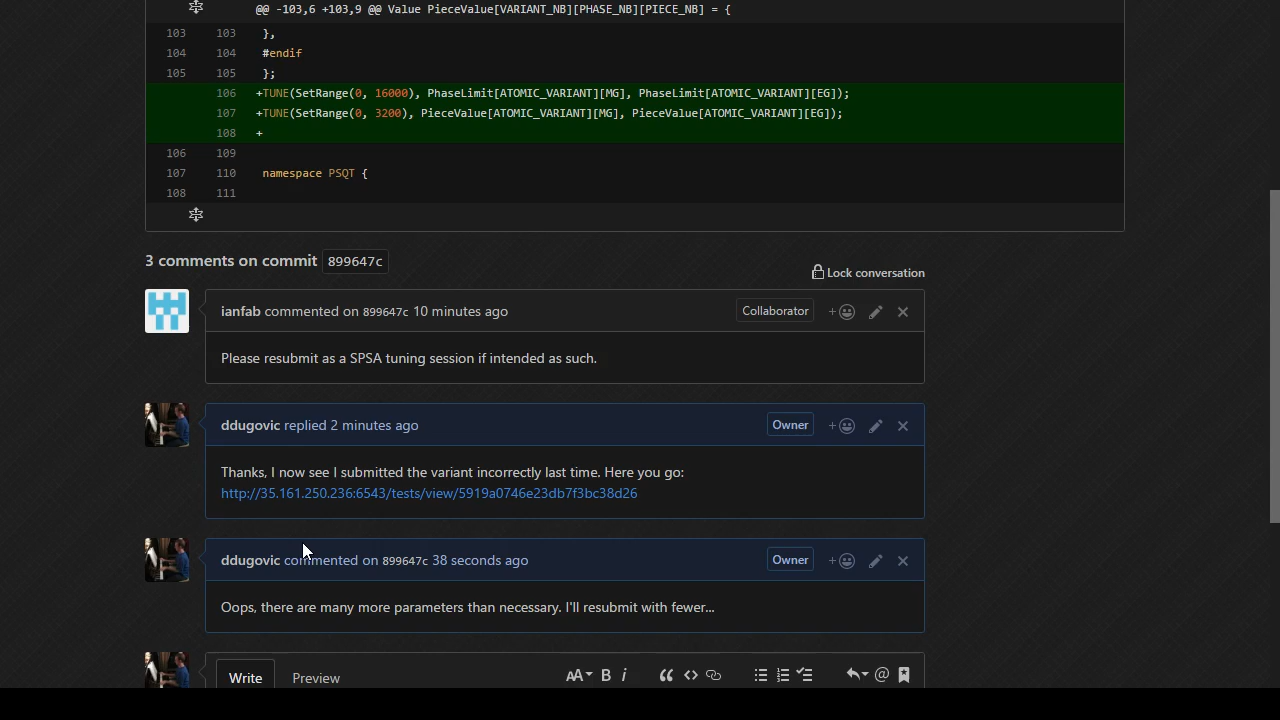 @@ -103,6 +103,9 @@ Value PieceValue[VARIANT_NB][PHASE_NB][PIECE_NB] = {
103 103 },
104 104 #endif
105 105 };
106 +TUNE(SetRange(0, 16000), PhaseLimit[ATOMIC_VARIANT][MG], PhaseLimit[ATOMIC_VARIANT][EG]);
107 +TUNE(SetRange(0, 3200), PieceValue[ATOMIC_VARIANT][MG], PieceValue[ATOMIC_VARIANT][EG]);
108 +
106 109
107 110 namespace PSQT {
108 111
3 comments on commit 899647c
Lock conversation
ianfab commented on 899647c 10 minutes ago Collaborator
Please resubmit as a SPSA tuning session if intended as such.
ddugovic replied 2 minutes ago Owner
Thanks, I now see I submitted the variant incorrectly last time. Here you go:
http://35.161.250.236:6543/tests/view/5919a0746e23db7f3bc38d26
ddugovic commented on 899647c 38 seconds ago Owner
Oops, there are many more parameters than necessary. I'll resubmit with fewer...
Write Preview AA B i